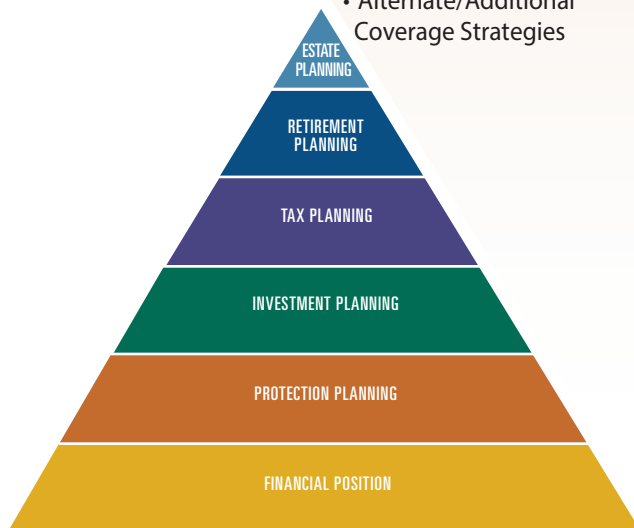 • Alternate/Additional
Coverage Strategies
ESTATE
PLANNING
RETIREMENT
PLANNING
TAX PLANNING
INVESTMENT PLANNING
PROTECTION PLANNING
FINANCIAL POSITION